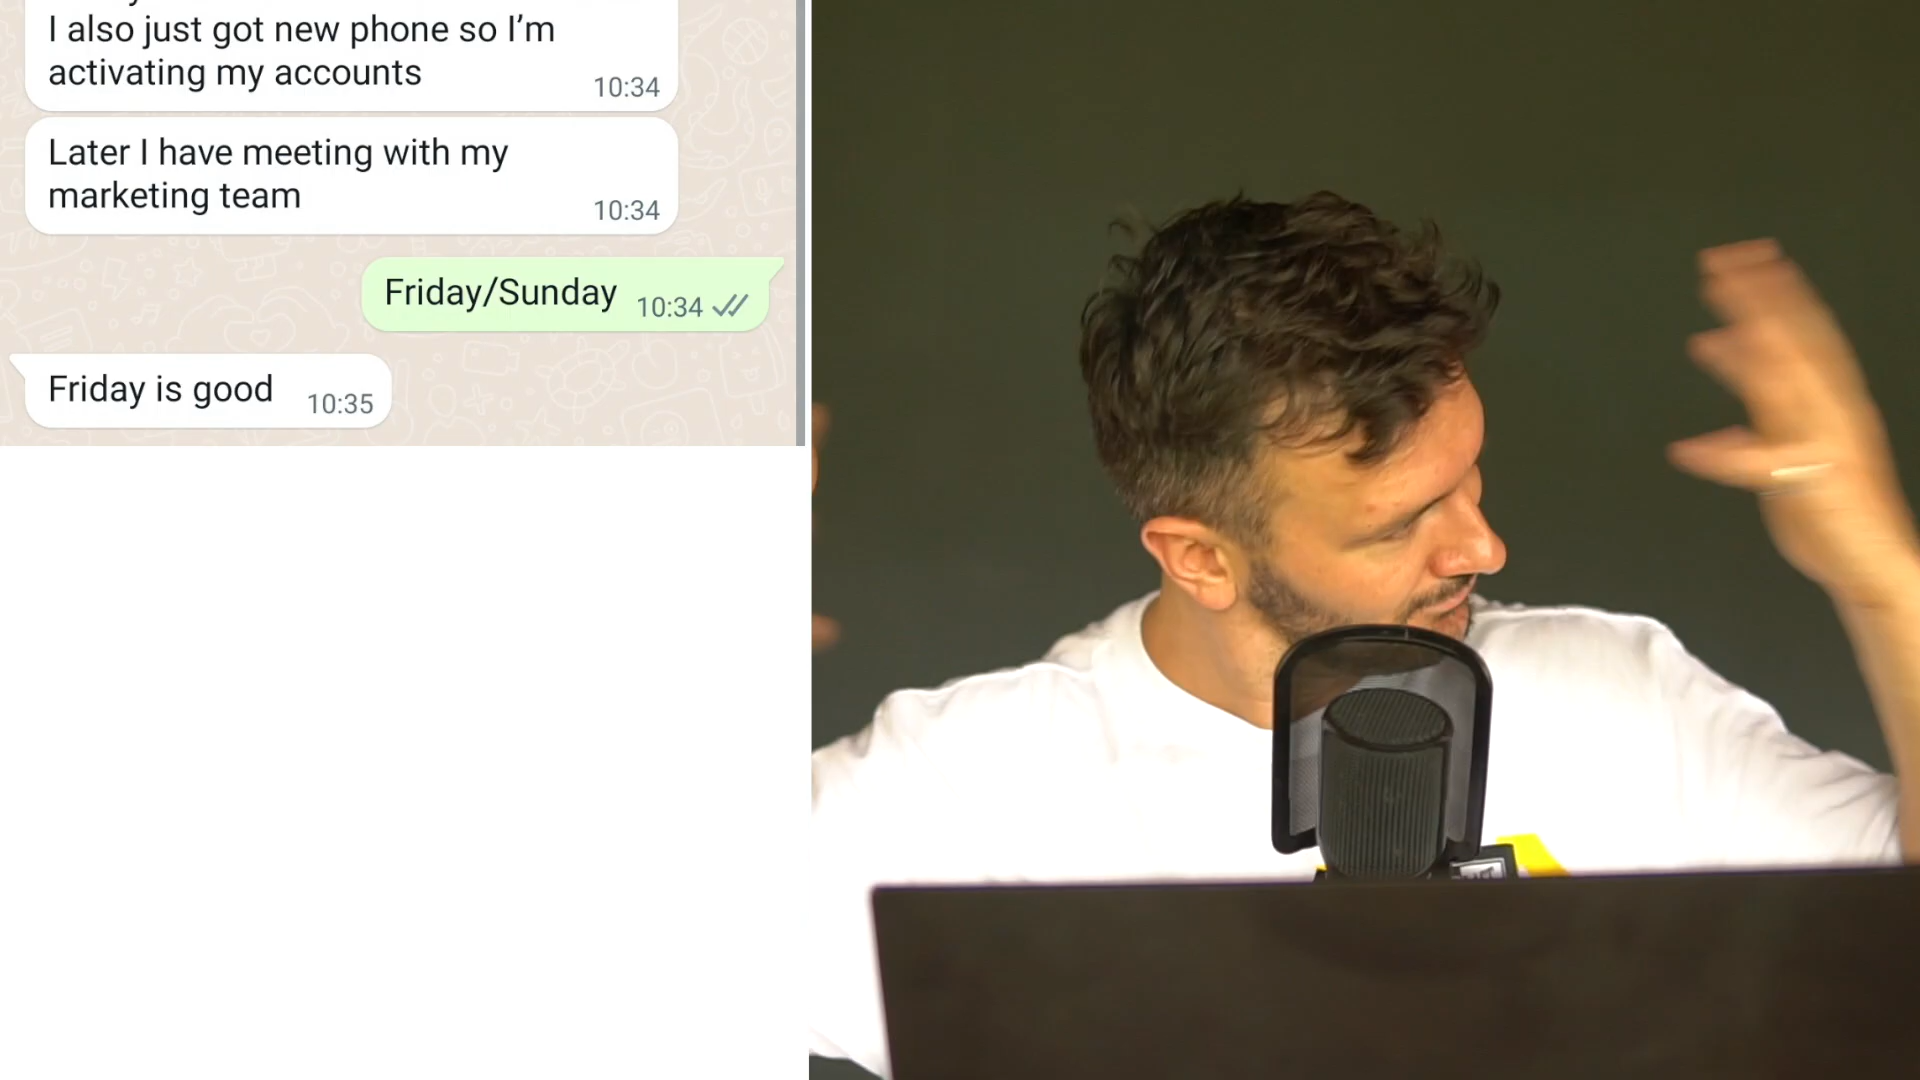 I also just got new phone so I’m
activating my accounts
10:34
Later I have meeting with my
marketing team
10:34
Friday/Sunday 10:34
Friday is good 10:35